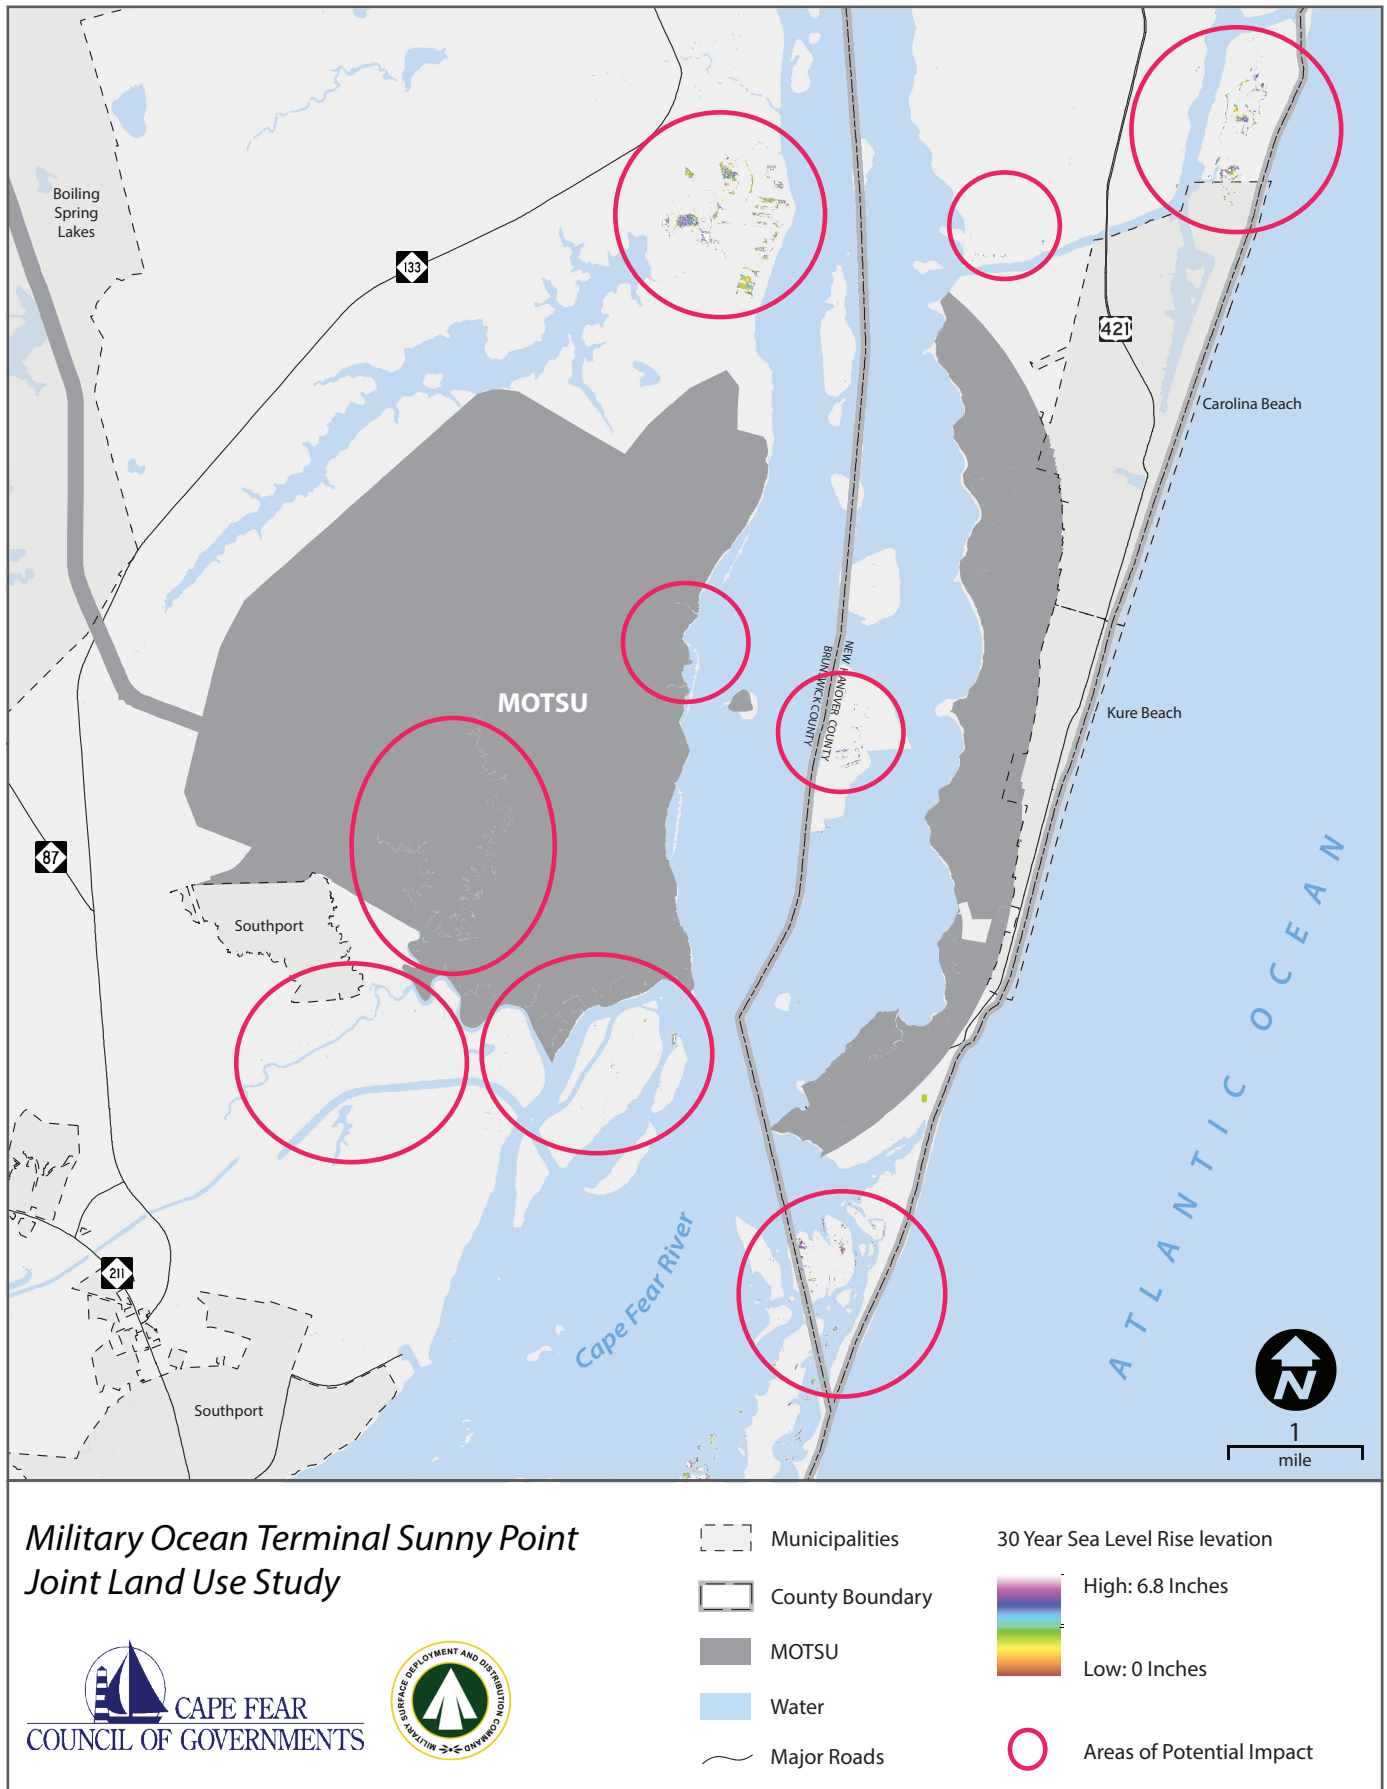 Boiling
Spring
Lakes
133
421
Carolina Beach
MOTSU
NEW HANOVER COUNTY
BRUNSWICK COUNTY
Kure Beach
87
Southport
ATLANTIC OCEAN
Cape Fear River
211
Southport
N
1
mile
Military Ocean Terminal Sunny Point
Joint Land Use Study
CAPE FEAR
COUNCIL OF GOVERNMENTS
MILITARY SURFACE DEPLOYMENT AND DISTRIBUTION COMMAND
Municipalities
County Boundary
MOTSU
Water
Major Roads
30 Year Sea Level Rise levation
High: 6.8 Inches
Low: 0 Inches
Areas of Potential Impact